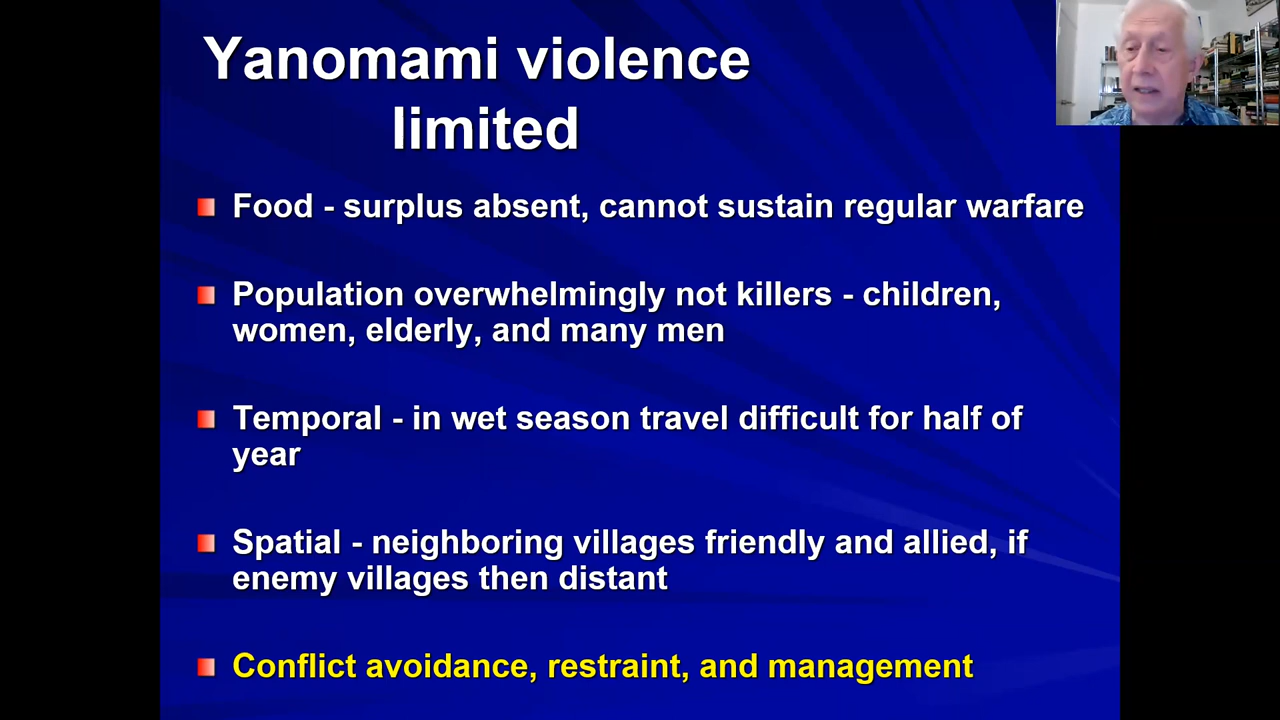 Yanomami violence
limited
Food - surplus absent, cannot sustain regular warfare
Population overwhelmingly not killers - children,
women, elderly, and many men
Temporal - in wet season travel difficult for half of
year
Spatial - neighboring villages friendly and allied, if
enemy villages then distant
Conflict avoidance, restraint, and management